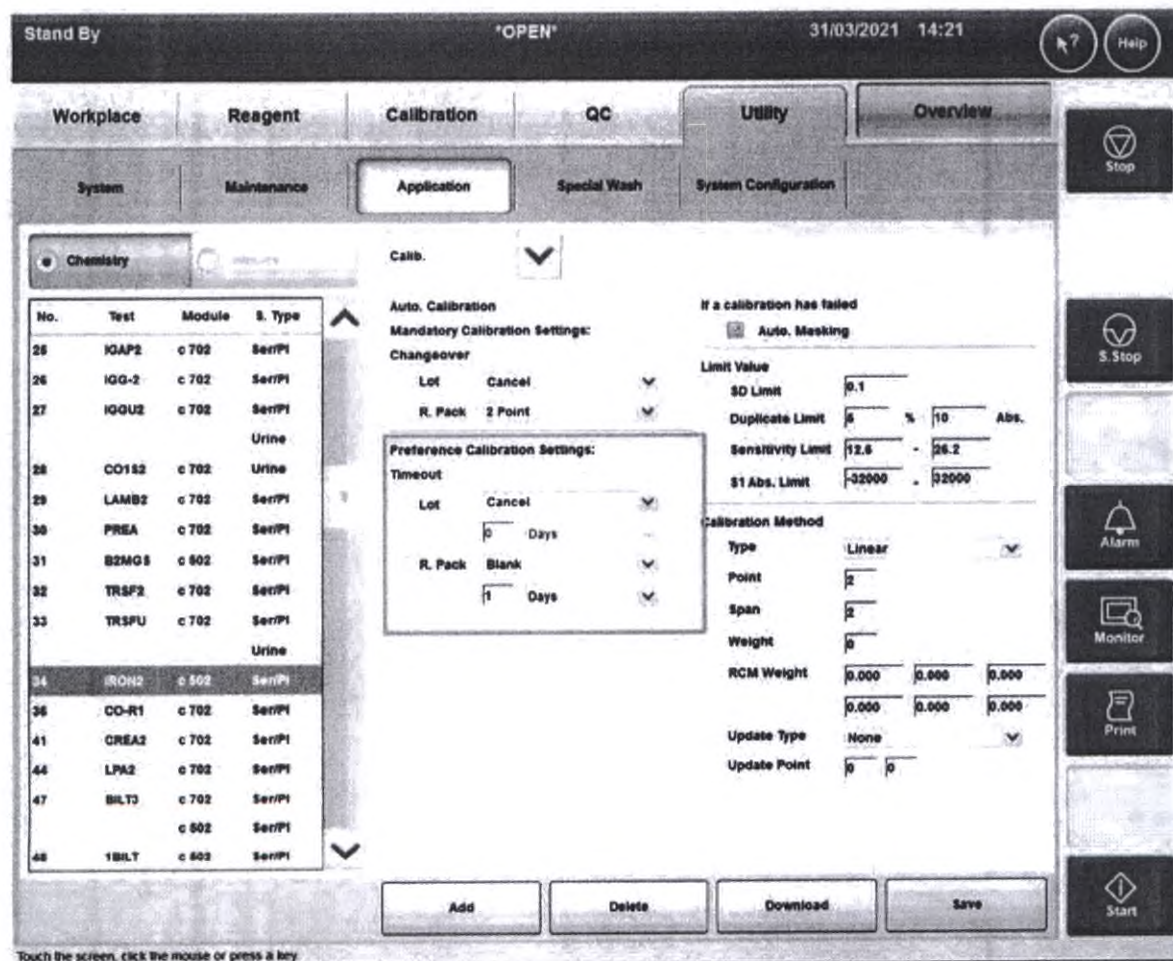 Stand By *OPEN* 31/03/2021 14:21
? Help
Workplace Reagent Calibration QC Utility Overview
System Maintenance Application Special Wash System Configuration
Stop
Chemistry
Calib.
No. Test Module S. Type
25 IGAP2 c 702 Ser/Pl
26 IGG-2 c 702 Ser/Pl
27 IGGU2 c 702 Ser/Pl
Urine
28 CO1S2 c 702 Urine
29 LAMB2 c 702 Ser/Pl
30 PREA c 702 Ser/Pl
31 B2MGS c 502 Ser/Pl
32 TRSF2 c 702 Ser/Pl
33 TRSFU c 702 Ser/Pl
Urine
34 IRON2 c 502 Ser/Pl
36 CO-R1 c 702 Ser/Pl
41 CREA2 c 702 Ser/Pl
44 LPA2 c 702 Ser/Pl
47 BILT3 c 702 Ser/Pl
c 502 Ser/Pl
48 1BILT c 502 Ser/Pl
Auto. Calibration
Mandatory Calibration Settings:
Changeover
Lot Cancel
R. Pack 2 Point
Preference Calibration Settings:
Timeout
Lot Cancel
0 Days
R. Pack Blank
1 Days
If a calibration has failed
Auto. Masking
Limit Value
SD Limit 0.1
Duplicate Limit 5 % 10 Abs.
Sensitivity Limit 12.6 - 26.2
S1 Abs. Limit -32000 - 32000
Calibration Method
Type Linear
Point 2
Span 2
Weight 0
RCM Weight 0.000 0.000 0.000
0.000 0.000 0.000
Update Type None
Update Point 0 0
S.Stop
Alarm
Monitor
Print
Start
Add Delete Download Save
Touch the screen, click the mouse or press a key